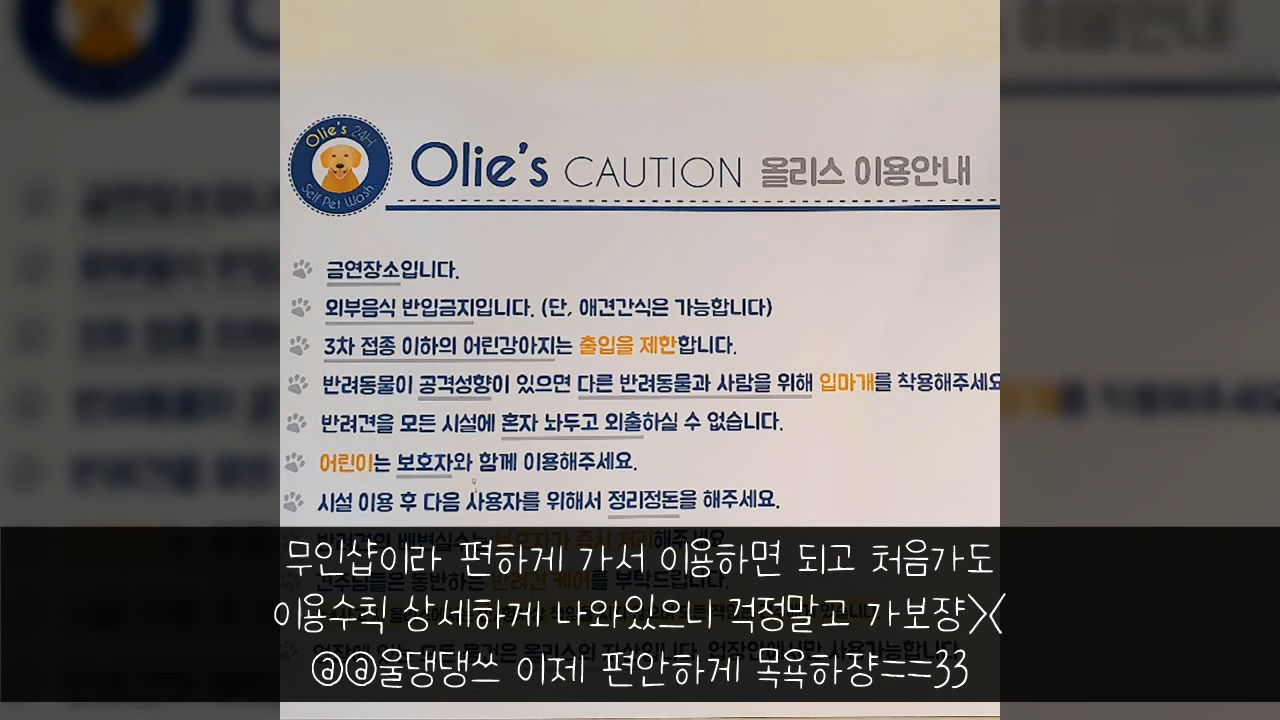 Olie's 24H
Self Pet Wash
Olie's CAUTION 올리스 이용안내
금연장소입니다.
외부음식 반입금지입니다. (단, 애견간식은 가능합니다)
3차 접종 이하의 어린강아지는 출입을 제한합니다.
반려동물이 공격성향이 있으면 다른 반려동물과 사람을 위해 입마개를 착용해주세요
반려견을 모든 시설에 혼자 놔두고 외출하실 수 없습니다.
어린이는 보호자와 함께 이용해주세요.
시설 이용 후 다음 사용자를 위해서 정리정돈을 해주세요.
무인샵이라 편하게 가서 이용하면 되고 처음가도
이용수칙 상세하게 나와있으니 걱정말고 가보쟝><
@@울댕댕쓰 이제 편안하게 목욕하쟝==33